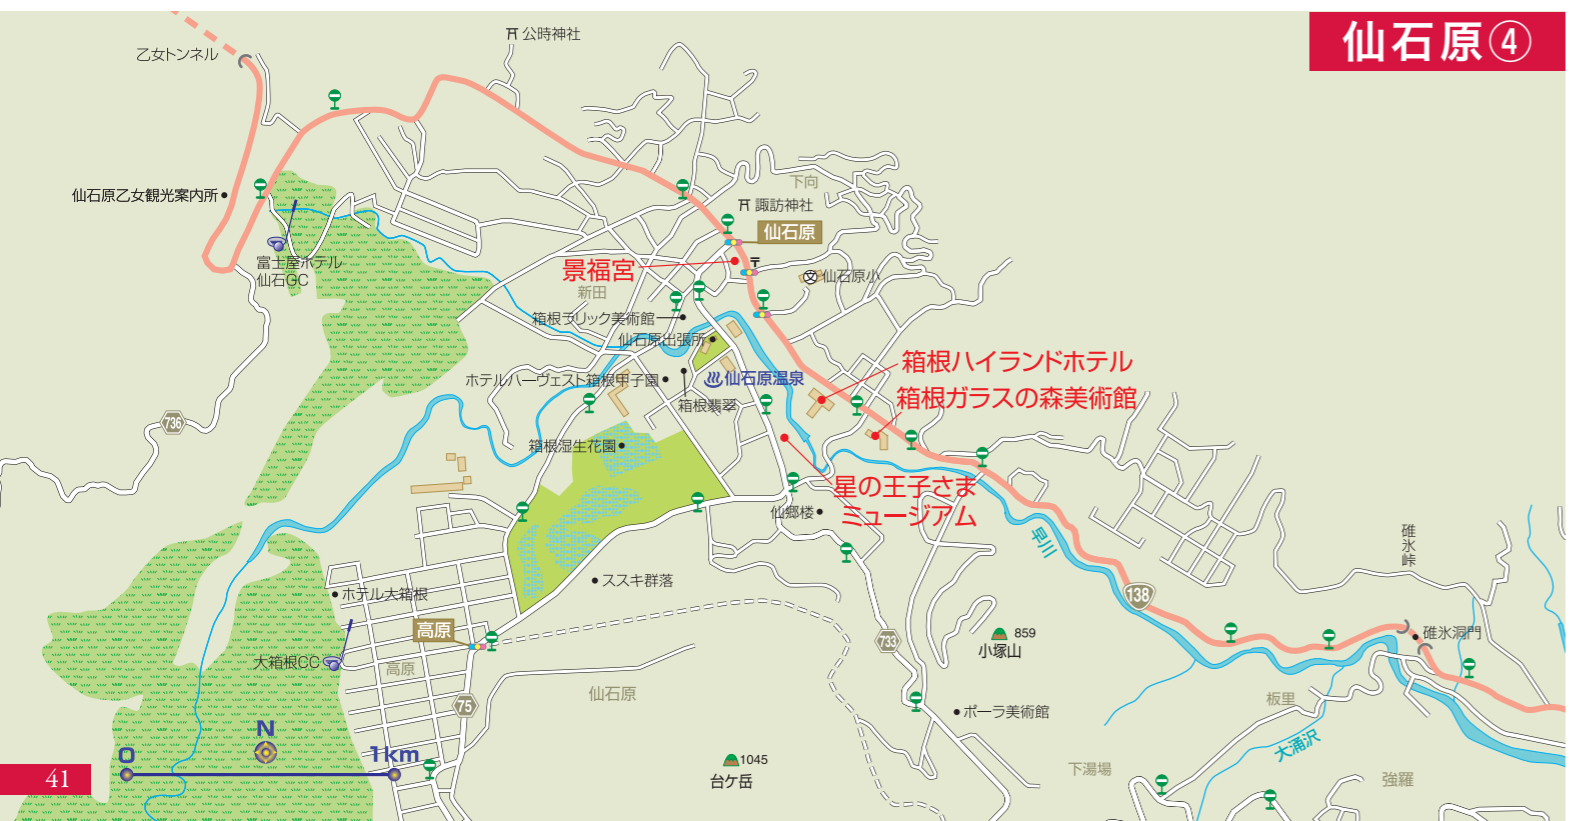 仙石原④
公時神社
乙女トンネル
仙石原乙女観光案内所
下向
諏訪神社
仙石原
富士屋ホテル
仙石GC
景福宮
〒
文
仙石原小
新田
箱根ラリック美術館
仙石原出張所
箱根ハイランドホテル
ホテルハーヴェスト箱根甲子園
仙石原温泉
箱根ガラスの森美術館
箱根翡翠
736
箱根湿生花園
星の王子さま
ミュージアム
仙郷楼
早川
碓氷峠
ススキ群落
ホテル大箱根
138
高原
859
小塚山
733
碓氷洞門
大箱根CC
高原
仙石原
板里
75
ポーラ美術館
N
0
1km
大涌沢
1045
台ケ岳
下湯場
強羅
41